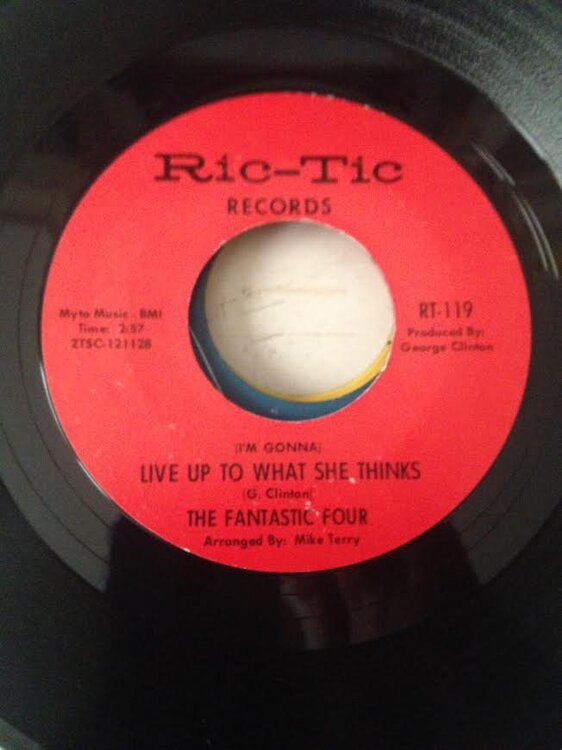 Ric-Tic
RECORDS
Myto Music - BMI
Time: 2:57
ZTSC-121128
RT-119
Produced By:
George Clinton
(I'M GONNA)
LIVE UP TO WHAT SHE THINKS
(G. Clinton)
THE FANTASTIC FOUR
Arranged By: Mike Terry